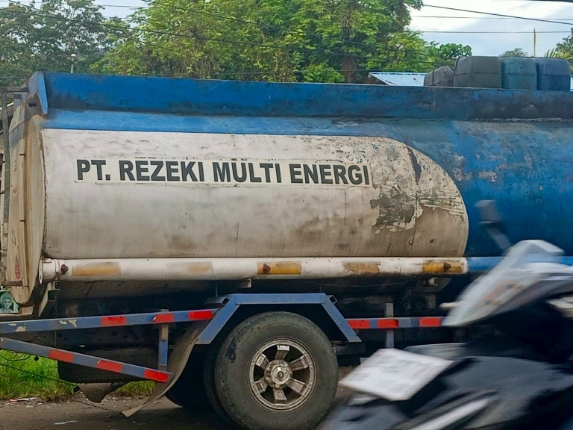 PT. REZEKI MULTI ENERGI